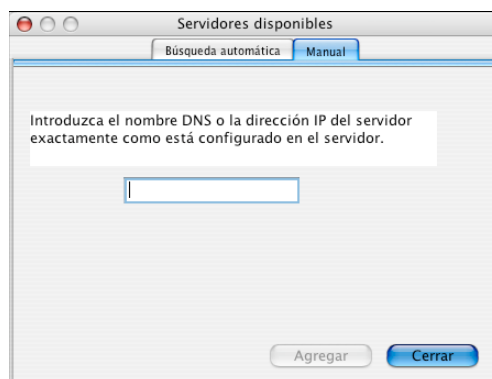 Servidores disponibles
Búsqueda automática Manual
Introduzca el nombre DNS o la dirección IP del servidor
exactamente como está configurado en el servidor.
Agregar Cerrar